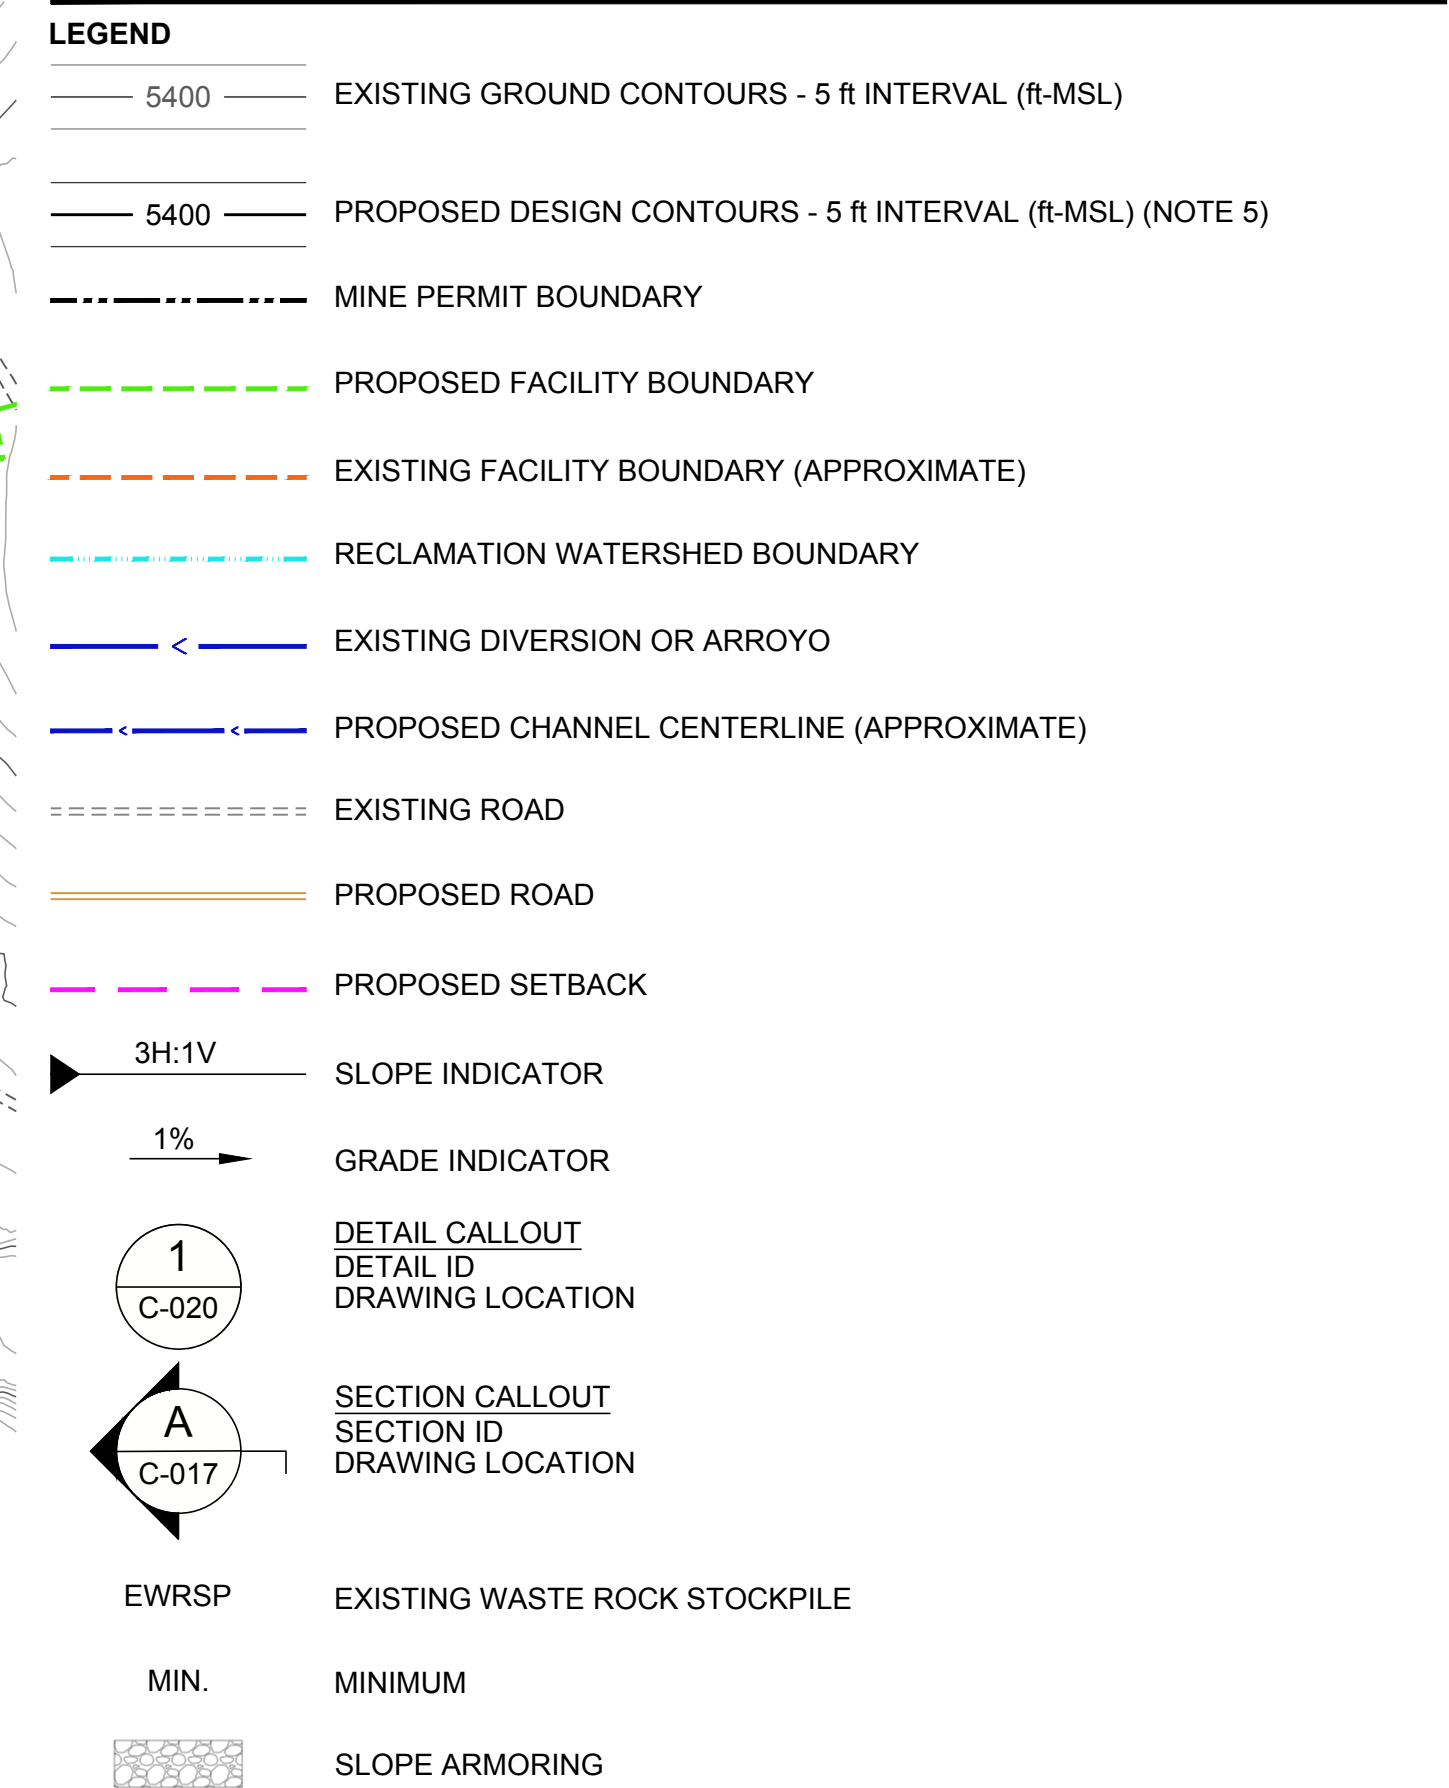 LEGEND
5400 EXISTING GROUND CONTOURS - 5 ft INTERVAL (ft-MSL)
5400 PROPOSED DESIGN CONTOURS - 5 ft INTERVAL (ft-MSL) (NOTE 5)
MINE PERMIT BOUNDARY
PROPOSED FACILITY BOUNDARY
EXISTING FACILITY BOUNDARY (APPROXIMATE)
RECLAMATION WATERSHED BOUNDARY
EXISTING DIVERSION OR ARROYO
PROPOSED CHANNEL CENTERLINE (APPROXIMATE)
EXISTING ROAD
PROPOSED ROAD
PROPOSED SETBACK
3H:1V
SLOPE INDICATOR
1%
GRADE INDICATOR
1
C-020
DETAIL CALLOUT
DETAIL ID
DRAWING LOCATION
A
C-017
SECTION CALLOUT
SECTION ID
DRAWING LOCATION
EWRSP EXISTING WASTE ROCK STOCKPILE
MIN. MINIMUM
SLOPE ARMORING